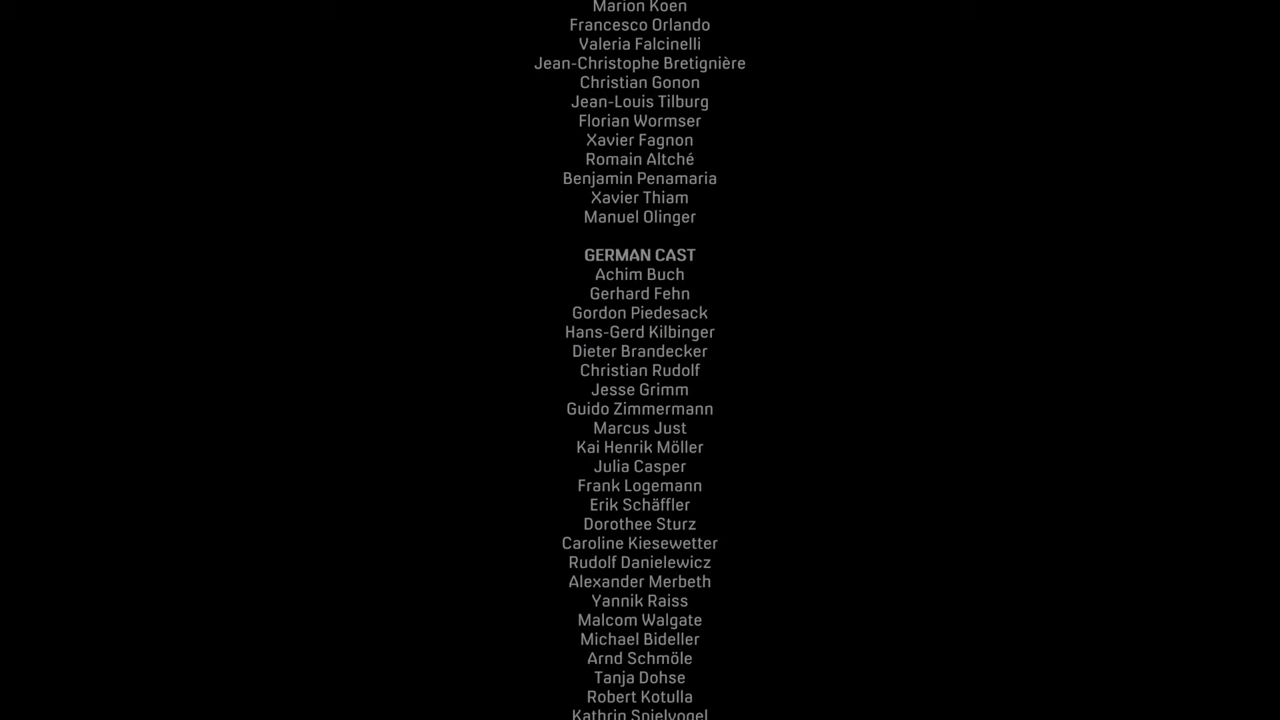 Marion Koen
Francesco Orlando
Valeria Falcinelli
Jean-Christophe Bretignière
Christian Gonon
Jean-Louis Tilburg
Florian Wormser
Xavier Fagnon
Romain Altché
Benjamin Penamaria
Xavier Thiam
Manuel Olinger
GERMAN CAST
Achim Buch
Gerhard Fehn
Gordon Piedesack
Hans-Gerd Kilbinger
Dieter Brandecker
Christian Rudolf
Jesse Grimm
Guido Zimmermann
Marcus Just
Kai Henrik Möller
Julia Casper
Frank Logemann
Erik Schäffler
Dorothee Sturz
Caroline Kiesewetter
Rudolf Danielewicz
Alexander Merbeth
Yannik Raiss
Malcom Walgate
Michael Bideller
Arnd Schmöle
Tanja Dohse
Robert Kotulla
Kathrin Spielvogel